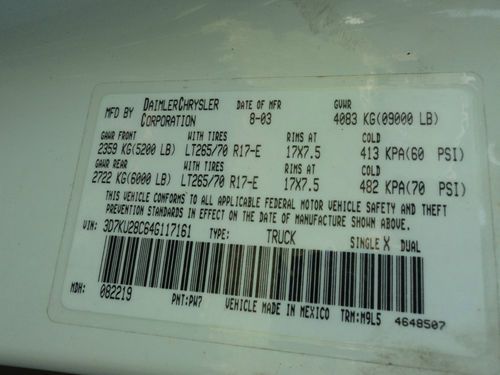 MFD BY DAIMLERCHRYSLER CORPORATION DATE OF MFR 8-03 GVWR 4083 KG(09000 LB)
GAWR FRONT WITH TIRES RIMS AT COLD
2359 KG(5200 LB) LT265/70 R17-E 17X7.5 413 KPA(60 PSI)
GAWR REAR WITH TIRES RIMS AT COLD
2722 KG(6000 LB) LT265/70 R17-E 17X7.5 482 KPA(70 PSI)
THIS VEHICLE CONFORMS TO ALL APPLICABLE FEDERAL MOTOR VEHICLE SAFETY AND THEFT
PREVENTION STANDARDS IN EFFECT ON THE DATE OF MANUFACTURE SHOWN ABOVE.
VIN: 3D7KU28C64G117161 TYPE: TRUCK SINGLE X DUAL
MDH: 082219
PNT:PW7 VEHICLE MADE IN MEXICO TRM:M9L5 4648507